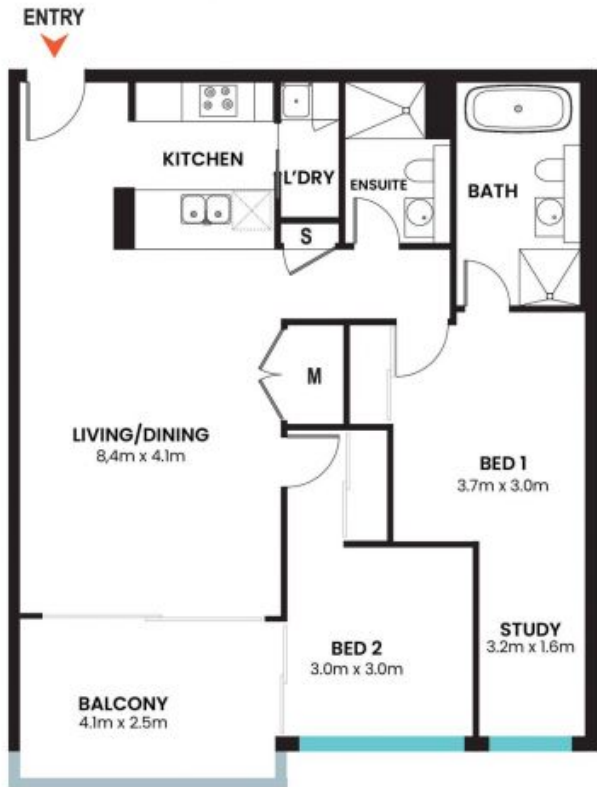 ENTRY
KITCHEN
L'DRY
ENSUITE
BATH
S
M
LIVING/DINING
8,4m x 4.1m
BED 1
3.7m x 3.0m
STUDY
3.2m x 1.6m
BED 2
3.0m x 3.0m
BALCONY
4.1m x 2.5m